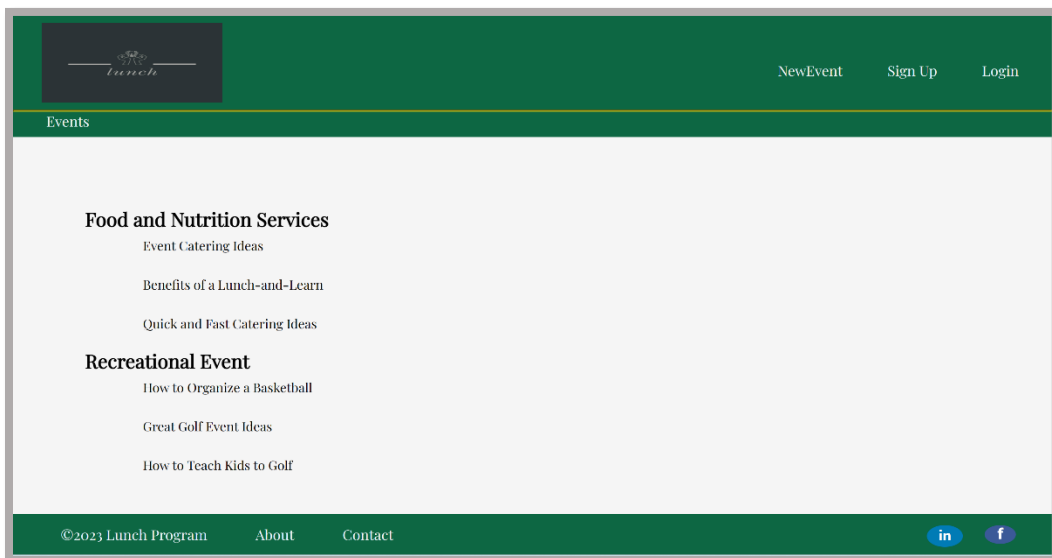 lunch
NewEvent Sign Up Login
Events
Food and Nutrition Services
Event Catering Ideas
Benefits of a Lunch-and-Learn
Quick and Fast Catering Ideas
Recreational Event
How to Organize a Basketball
Great Golf Event Ideas
How to Teach Kids to Golf
©2023 Lunch Program About Contact in f